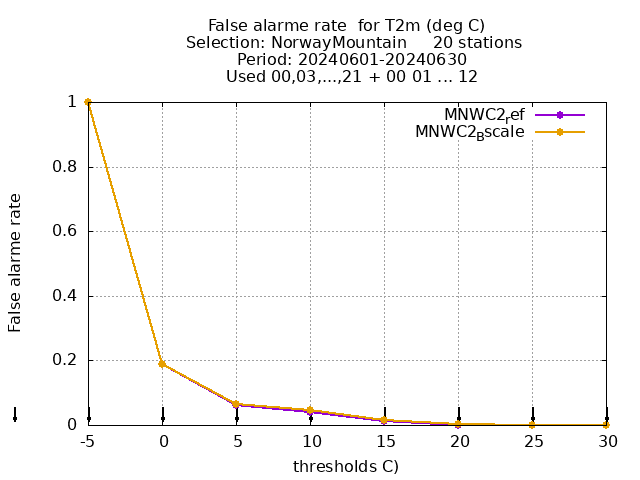 False alarme rate  for T2m (deg C)
Selection: NorwayMountain     20 stations
Period: 20240601-20240630
Used 00,03,...,21 + 00 01 ... 12
MNWC2ref
MNWC2Bscale
1
0.8
0.6
0.4
0.2
0
False alarme rate
-5 0 5 10 15 20 25 30
thresholds C)